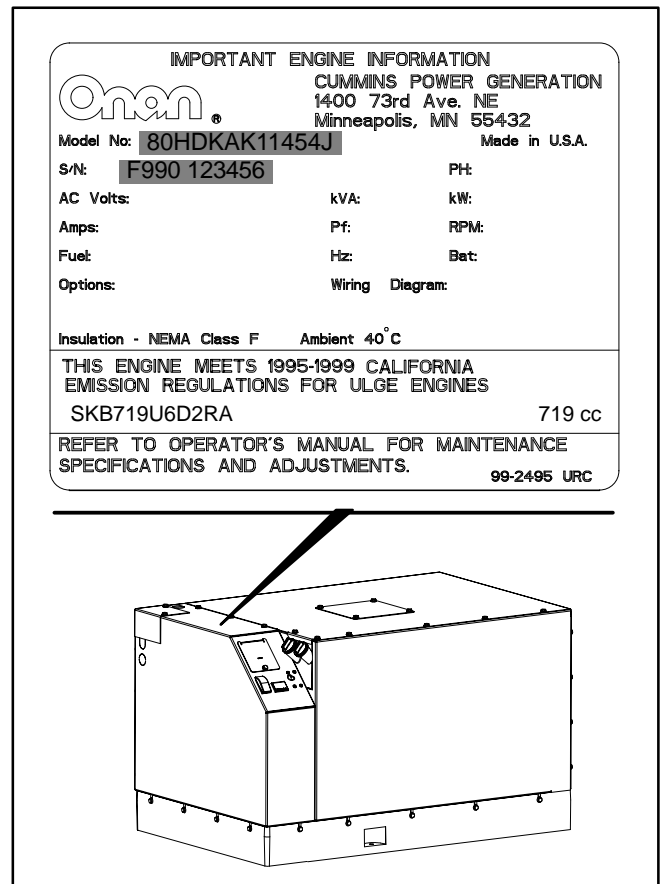 IMPORTANT ENGINE INFORMATION
Onan ®
CUMMINS POWER GENERATION
1400 73rd Ave. NE
Minneapolis, MN 55432
Model No: 80HDKAK11454J Made in U.S.A.
S/N: F990 123456 PH:
AC Volts: kVA: kW:
Amps: Pf: RPM:
Fuel: Hz: Bat:
Options: Wiring Diagram:
Insulation - NEMA Class F Ambient 40°C
THIS ENGINE MEETS 1995-1999 CALIFORNIA
EMISSION REGULATIONS FOR ULGE ENGINES
SKB719U6D2RA 719 cc
REFER TO OPERATOR'S MANUAL FOR MAINTENANCE
SPECIFICATIONS AND ADJUSTMENTS.
99-2495 URC